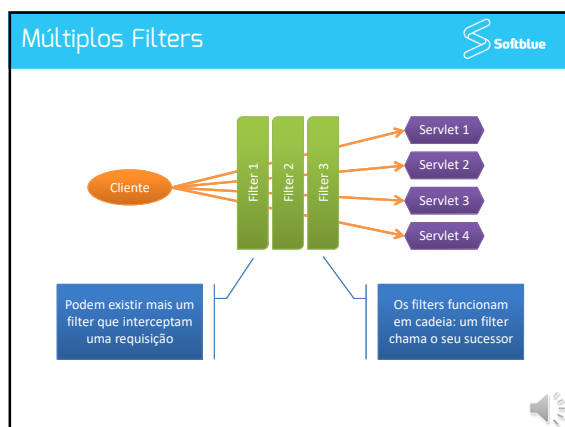 Múltiplos Filters
Softblue
Cliente
Filter 1
Filter 2
Filter 3
Servlet 1
Servlet 2
Servlet 3
Servlet 4
Podem existir mais um
filter que interceptam
uma requisição
Os filters funcionam
em cadeia: um filter
chama o seu sucessor